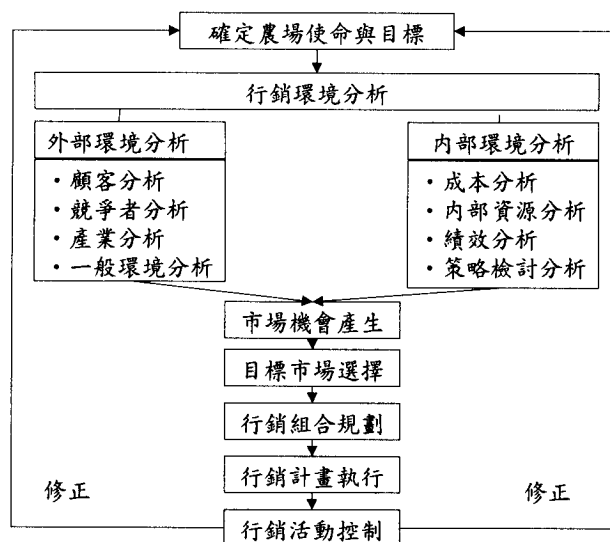 確定農場使命與目標
行銷環境分析
外部環境分析
・顧客分析
・競爭者分析
・產業分析
・一般環境分析
內部環境分析
・成本分析
・內部資源分析
・績效分析
・策略檢討分析
市場機會產生
目標市場選擇
行銷組合規劃
行銷計畫執行
修正
修正
行銷活動控制